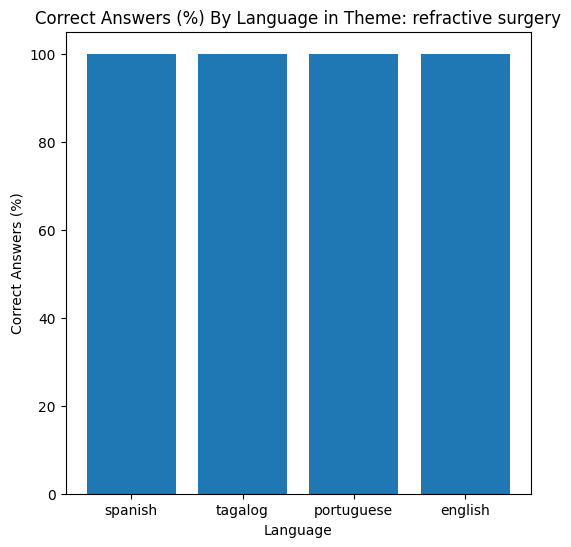 Correct Answers (%) By Language in Theme: refractive surgery
100
80
60
40
20
0
Correct Answers (%)
spanish tagalog portuguese english
Language